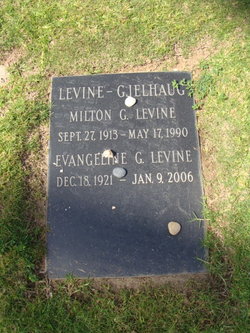 LEVINE-GJELHAUG
MILTON G. LEVINE
SEPT. 27, 1913 - MAY 17, 1990
EVANGELINE G. LEVINE
DEC. 18, 1921 - JAN. 9, 2006